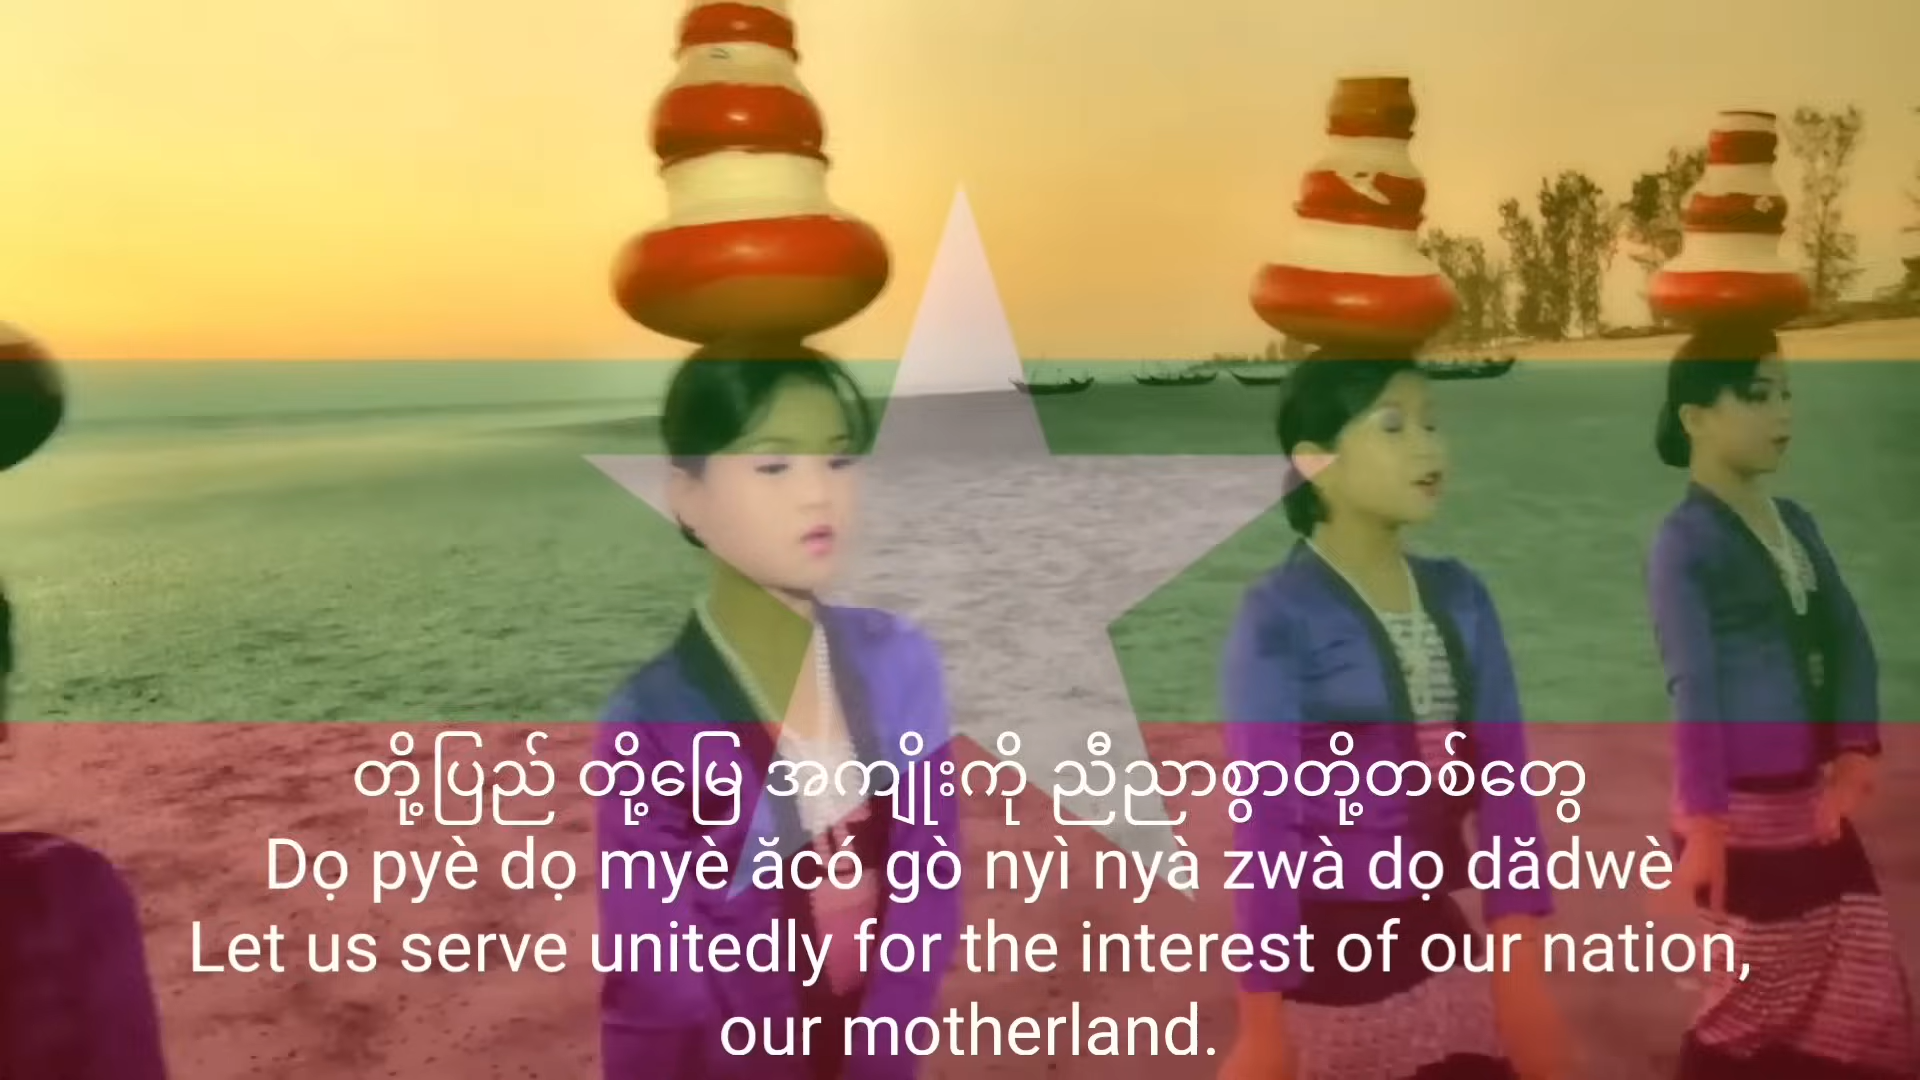 တို့ပြည် တို့မြေ အကျိုးကို ညီညာစွာတို့တစ်တွေ
Dọ pyè dọ myè ăcó gò nyì nyà zwà dọ dădwè
Let us serve unitedly for the interest of our nation,
our motherland.